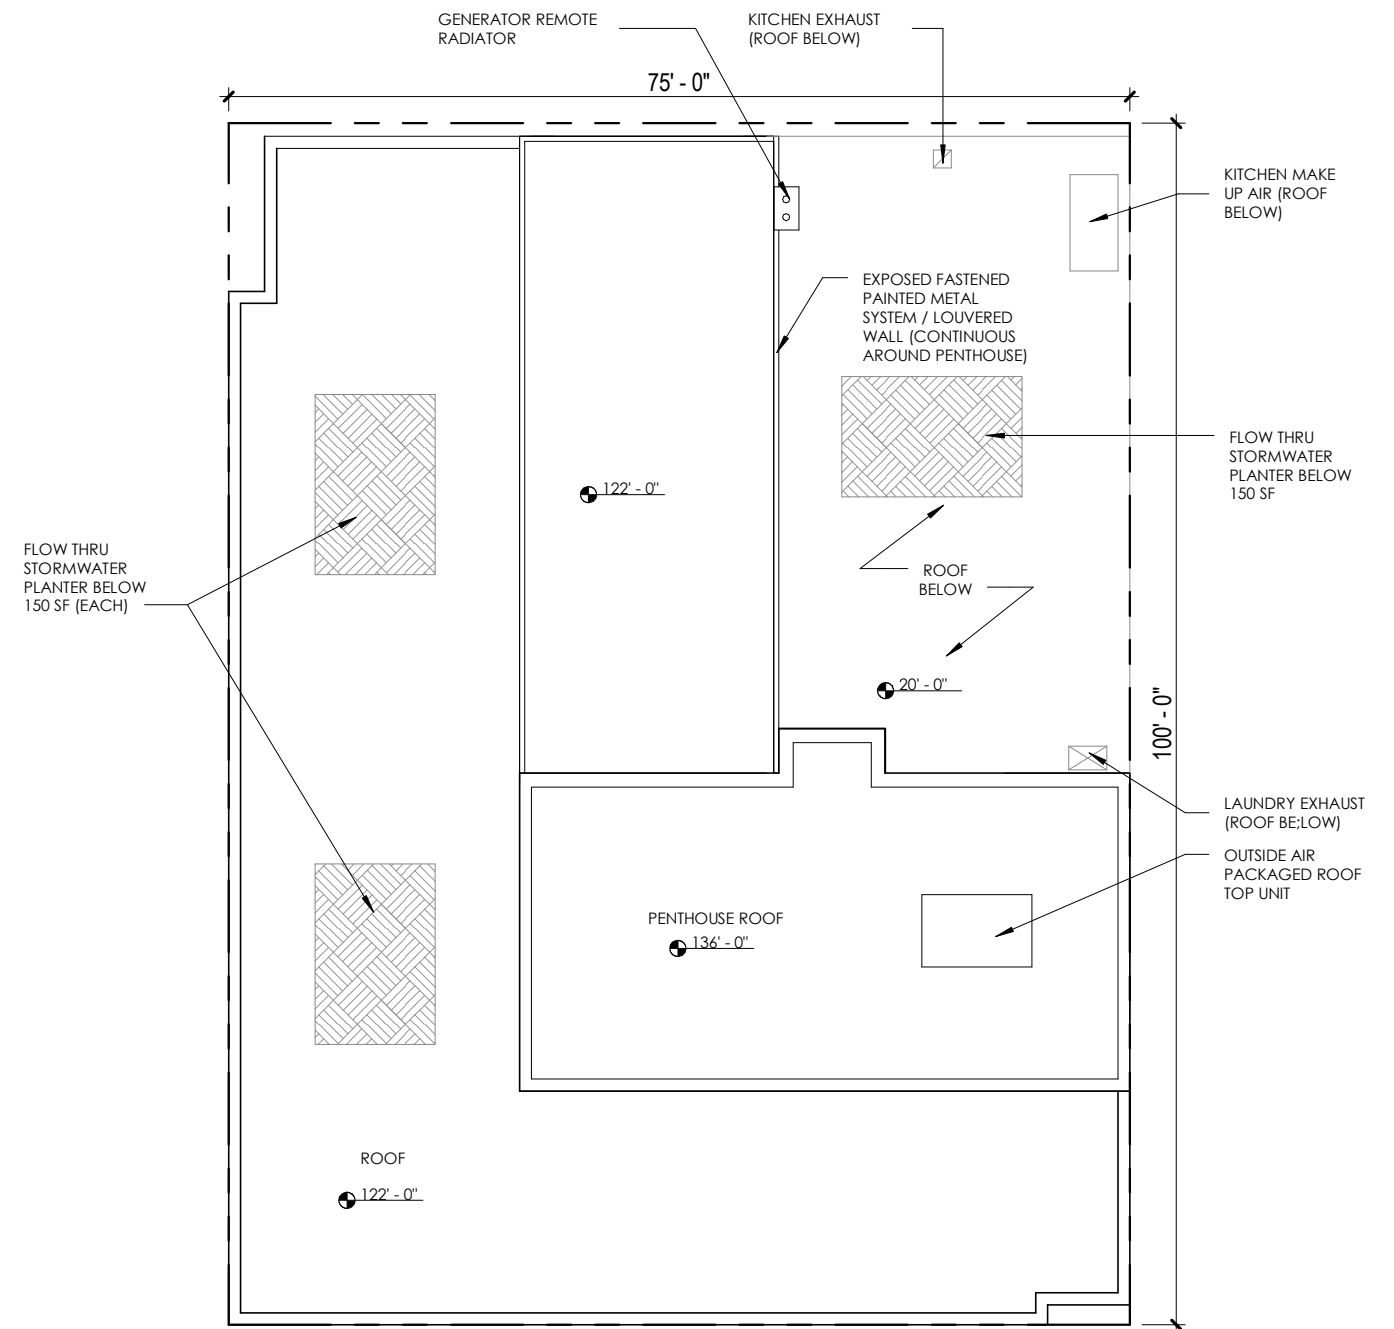 GENERATOR REMOTE
RADIATOR
KITCHEN EXHAUST
(ROOF BELOW)
75' - 0"
KITCHEN MAKE
UP AIR (ROOF
BELOW)
EXPOSED FASTENED
PAINTED METAL
SYSTEM / LOUVERED
WALL (CONTINUOUS
AROUND PENTHOUSE)
FLOW THRU
STORMWATER
PLANTER BELOW
150 SF
122' - 0"
FLOW THRU
STORMWATER
PLANTER BELOW
150 SF (EACH)
ROOF
BELOW
20' - 0"
100' - 0"
LAUNDRY EXHAUST
(ROOF BE;LOW)
OUTSIDE AIR
PACKAGED ROOF
TOP UNIT
PENTHOUSE ROOF
136' - 0"
ROOF
122' - 0"